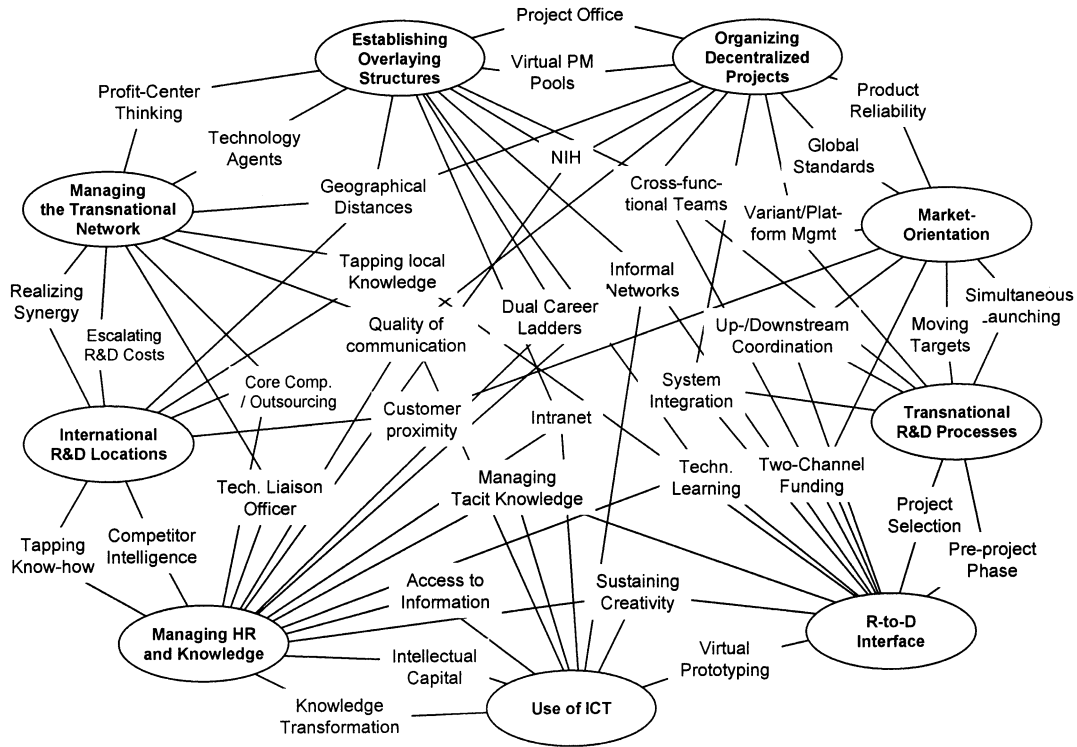 Project Office
Establishing
Overlaying
Structures
Organizing
Decentralized
Projects
Virtual PM
Pools
Profit-Center
Thinking
Product
Reliability
Technology
Agents
NIH
Global
Standards
Managing
the Transnational
Network
Geographical
Distances
Cross-func-
tional Teams
Variant/Plat-
form Mgmt
Market-
Orientation
Tapping local
Knowledge
Informal
Networks
Realizing
Synergy
Escalating
R&D Costs
Quality of
communication
Dual Career
Ladders
Up-/Downstream
Coordination
Moving
Targets
Simultaneous
Launching
Core Comp.
/ Outsourcing
System
Integration
International
R&D Locations
Customer
proximity
Intranet
Transnational
R&D Processes
Tech. Liaison
Officer
Managing
Tacit Knowledge
Techn.
Learning
Two-Channel
Funding
Project
Selection
Tapping
Know-how
Competitor
Intelligence
Pre-project
Phase
Access to
Information
Sustaining
Creativity
Managing HR
and Knowledge
R-to-D
Interface
Intellectual
Capital
Virtual
Prototyping
Knowledge
Transformation
Use of ICT